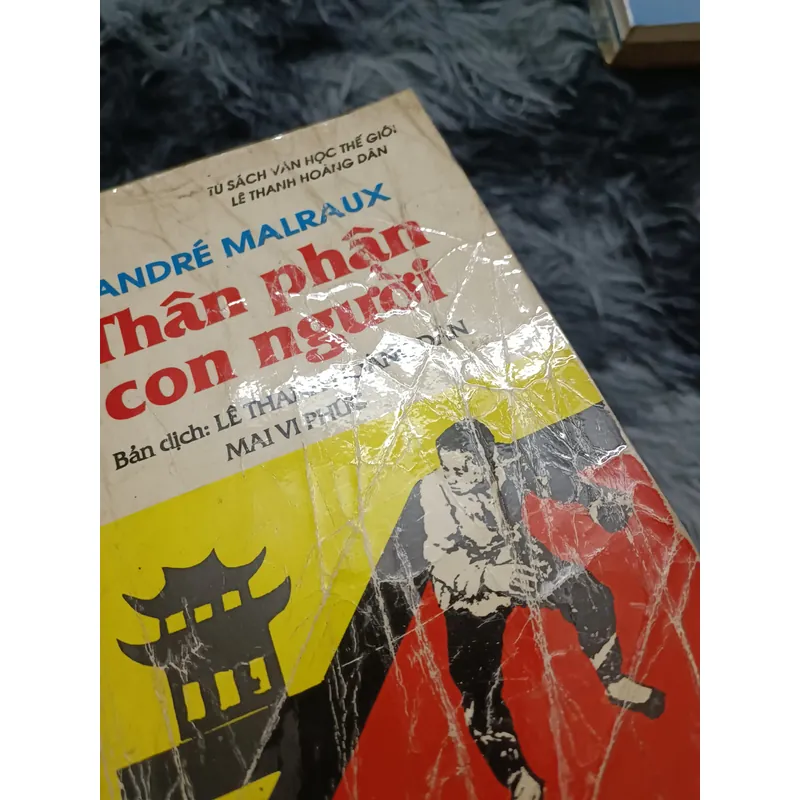 TỦ SÁCH VĂN HỌC THẾ GIỚI
LÊ THANH HOÀNG DÂN
ANDRÉ MALRAUX
Thân phận
con người
Bản dịch: LÊ THANH HOÀNG DÂN
MAI VI PHÚC